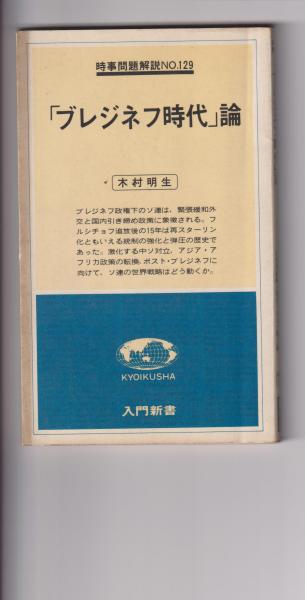 時事問題解説NO.129
「ブレジネフ時代」論
木村明生
ブレジネフ政権下のソ連は、緊張緩和外
交と国内引き締め政策に象徴される。フ
ルシチョフ追放後の15年は再スターリン
化ともいえる統制の強化と弾圧の歴史で
あった。激化する中ソ対立、アジア・ア
フリカ政策の転換、ポスト・ブレジネフに
向けて、ソ連の世界戦略はどう動くか。
KYOIKUSHA
入門新書